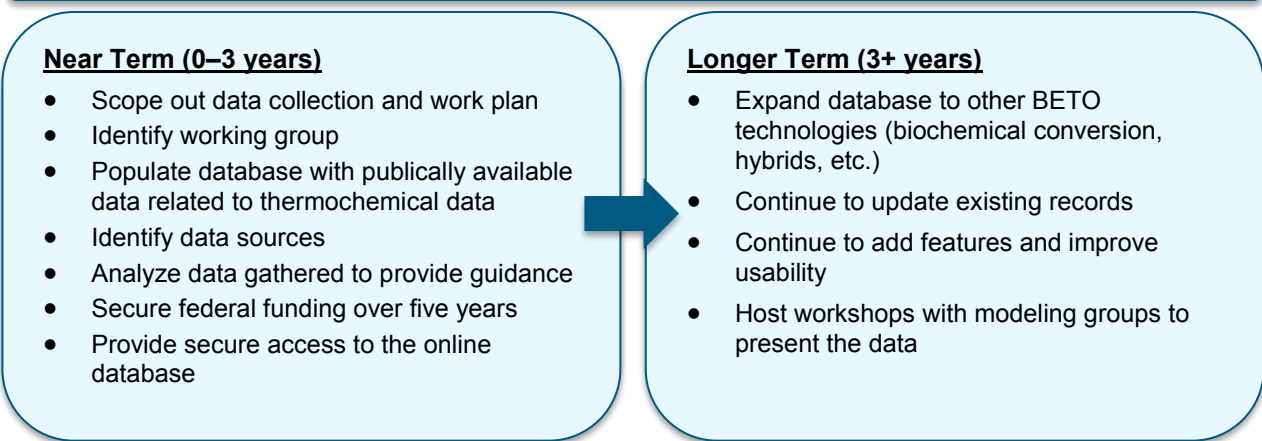 Near Term (0–3 years)
• Scope out data collection and work plan
• Identify working group
• Populate database with publically available
data related to thermochemical data
• Identify data sources
• Analyze data gathered to provide guidance
• Secure federal funding over five years
• Provide secure access to the online
database
Longer Term (3+ years)
• Expand database to other BETO
technologies (biochemical conversion,
hybrids, etc.)
• Continue to update existing records
• Continue to add features and improve
usability
• Host workshops with modeling groups to
present the data